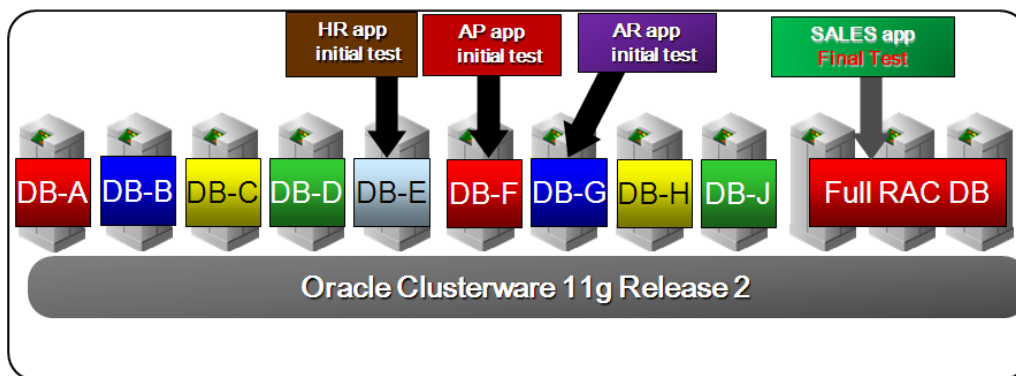 HR app
initial test
AP app
initial test
AR app
initial test
SALES app
Final Test
DB-A
DB-B
DB-C
DB-D
DB-E
DB-F
DB-G
DB-H
DB-J
Full RAC DB
Oracle Clusterware 11g Release 2